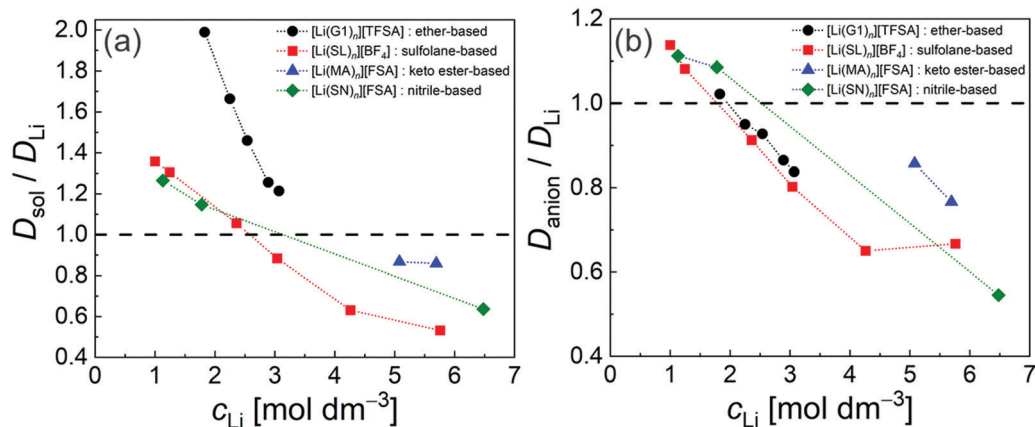 (a)
[Li(G1)n][TFSA] : ether-based
[Li(SL)n][BF4] : sulfolane-based
[Li(MA)n][FSA] : keto ester-based
[Li(SN)n][FSA] : nitrile-based
2.0
1.8
1.6
1.4
1.2
1.0
0.8
0.6
0.4
Dsol / DLi
0 1 2 3 4 5 6 7
cLi [mol dm−3]
(b)
[Li(G1)n][TFSA] : ether-based
[Li(SL)n][BF4] : sulfolane-based
[Li(MA)n][FSA] : keto ester-based
[Li(SN)n][FSA] : nitrile-based
1.2
1.0
0.8
0.6
0.4
Danion / DLi
0 1 2 3 4 5 6 7
cLi [mol dm−3]